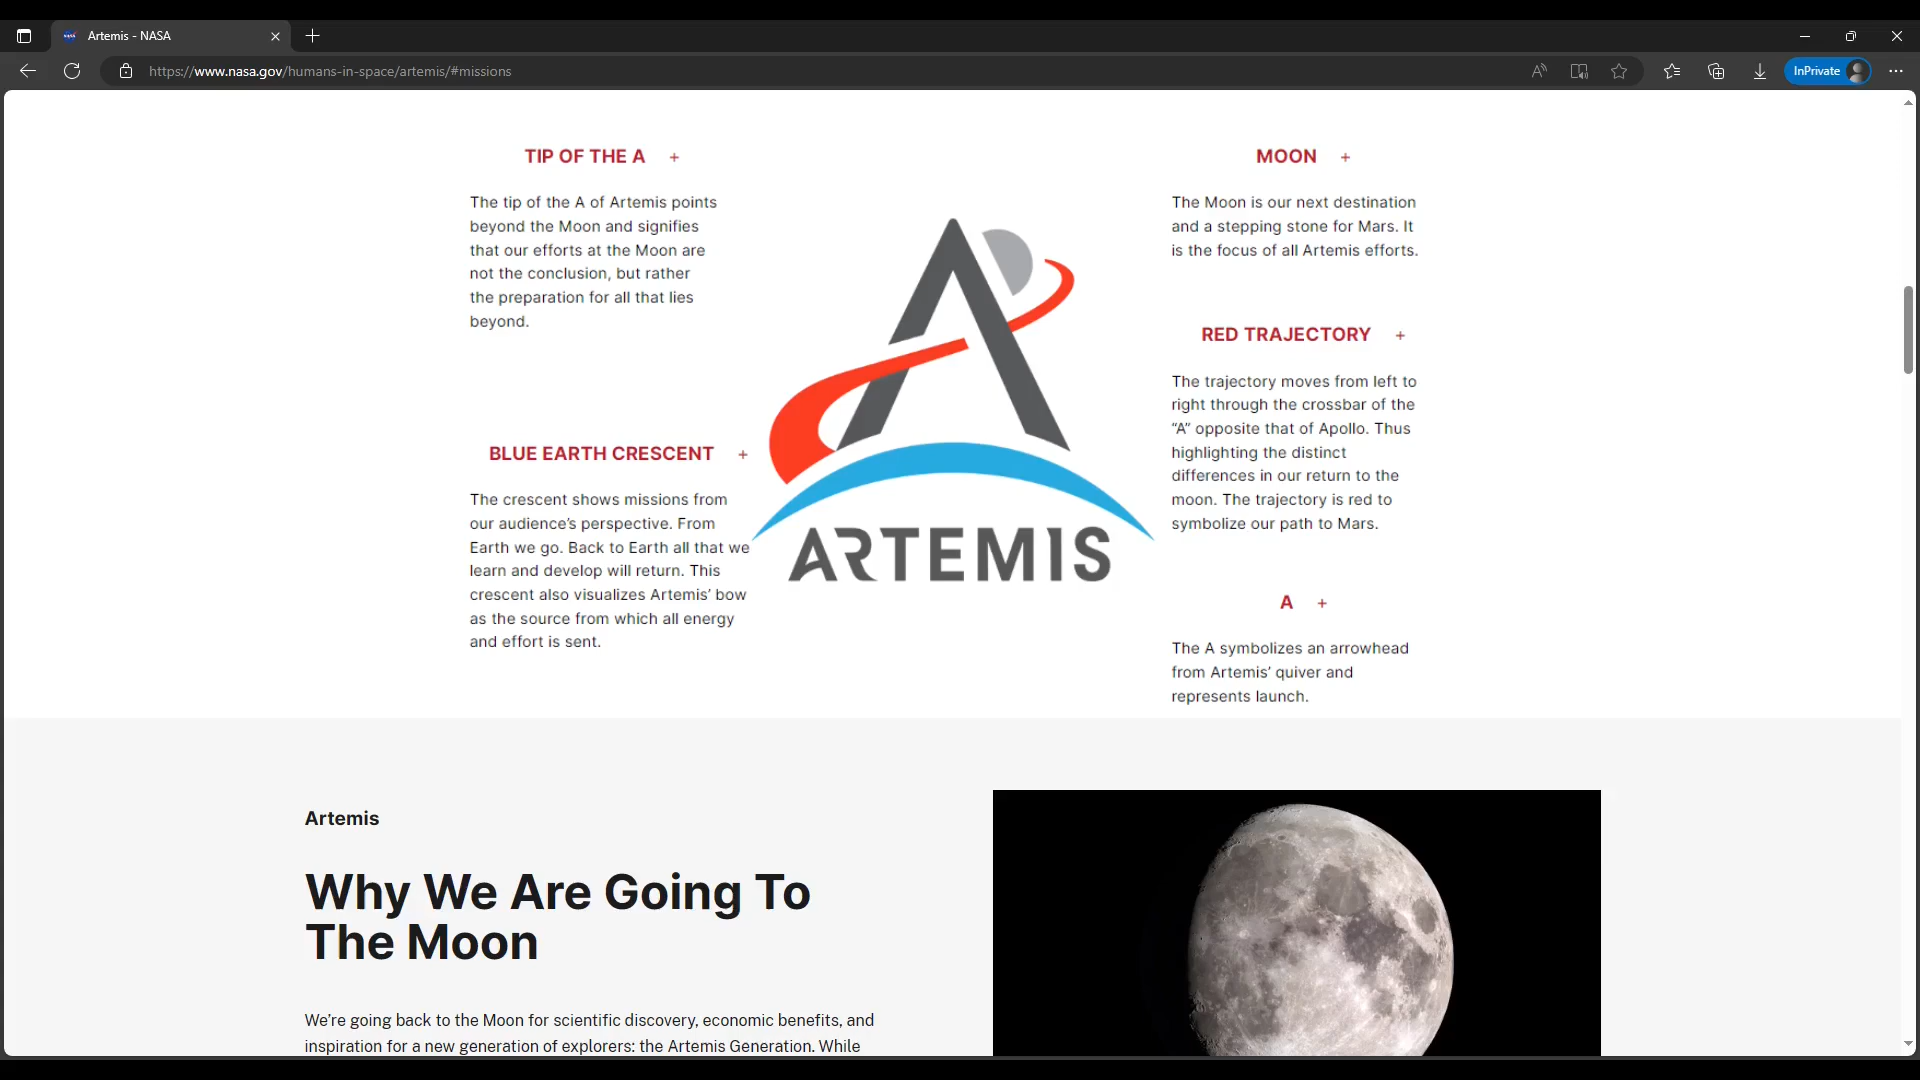 Artemis - NASA
https://www.nasa.gov/humans-in-space/artemis/#missions
InPrivate
TIP OF THE A +
The tip of the A of Artemis points
beyond the Moon and signifies
that our efforts at the Moon are
not the conclusion, but rather
the preparation for all that lies
beyond.
BLUE EARTH CRESCENT +
The crescent shows missions from
our audience’s perspective. From
Earth we go. Back to Earth all that we
learn and develop will return. This
crescent also visualizes Artemis’ bow
as the source from which all energy
and effort is sent.
ARTEMIS
MOON +
The Moon is our next destination
and a stepping stone for Mars. It
is the focus of all Artemis efforts.
RED TRAJECTORY +
The trajectory moves from left to
right through the crossbar of the
“A” opposite that of Apollo. Thus
highlighting the distinct
differences in our return to the
moon. The trajectory is red to
symbolize our path to Mars.
A +
The A symbolizes an arrowhead
from Artemis’ quiver and
represents launch.
Artemis
Why We Are Going To
The Moon
We’re going back to the Moon for scientific discovery, economic benefits, and
inspiration for a new generation of explorers: the Artemis Generation. While